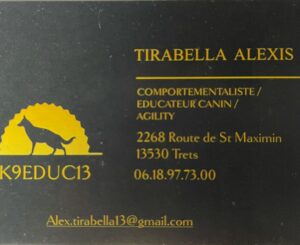 TIRABELLA ALEXIS
COMPORTEMENTALISTE /
EDUCATEUR CANIN /
AGILITY
2268 Route de St Maximin
13530 Trets
06.18.97.73.00
K9EDUC13
Alex.tirabella13@gmail.com